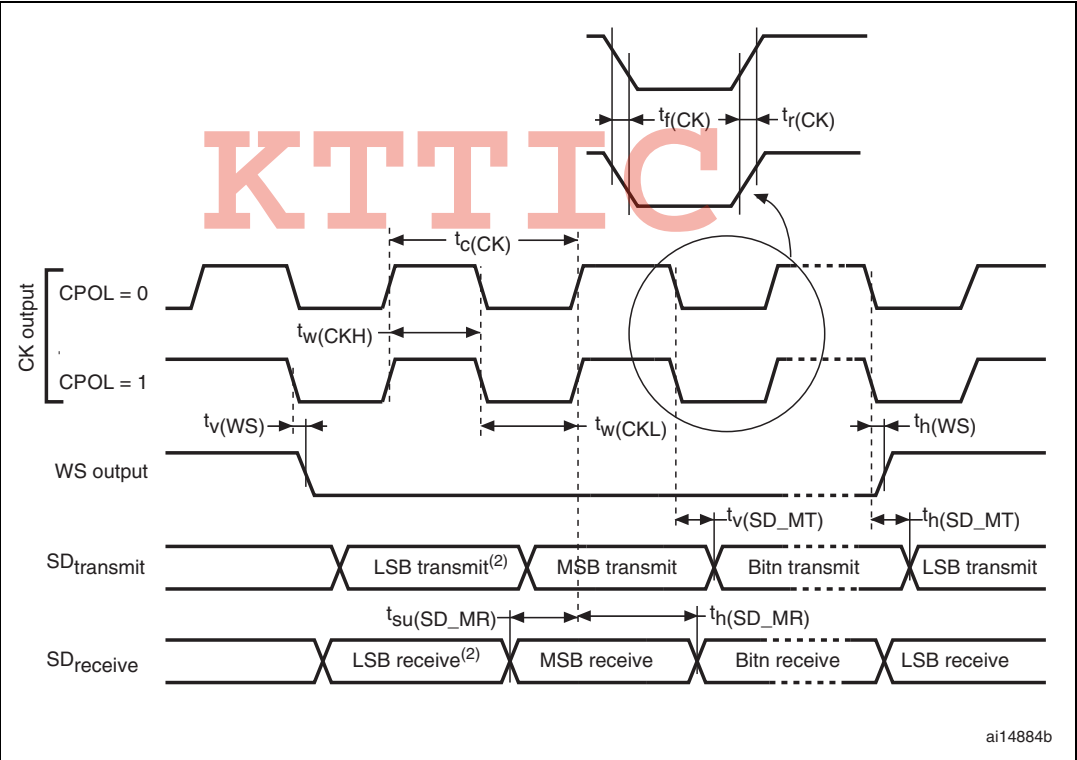 tf(CK)
tr(CK)
KTTIC
tc(CK)
CK output
CPOL = 0
tw(CKH)
CPOL = 1
tv(WS)
tw(CKL)
th(WS)
WS output
tv(SD_MT)
th(SD_MT)
SDtransmit
LSB transmit(2)
MSB transmit
Bitn transmit
LSB transmit
tsu(SD_MR)
th(SD_MR)
SDreceive
LSB receive(2)
MSB receive
Bitn receive
LSB receive
ai14884b